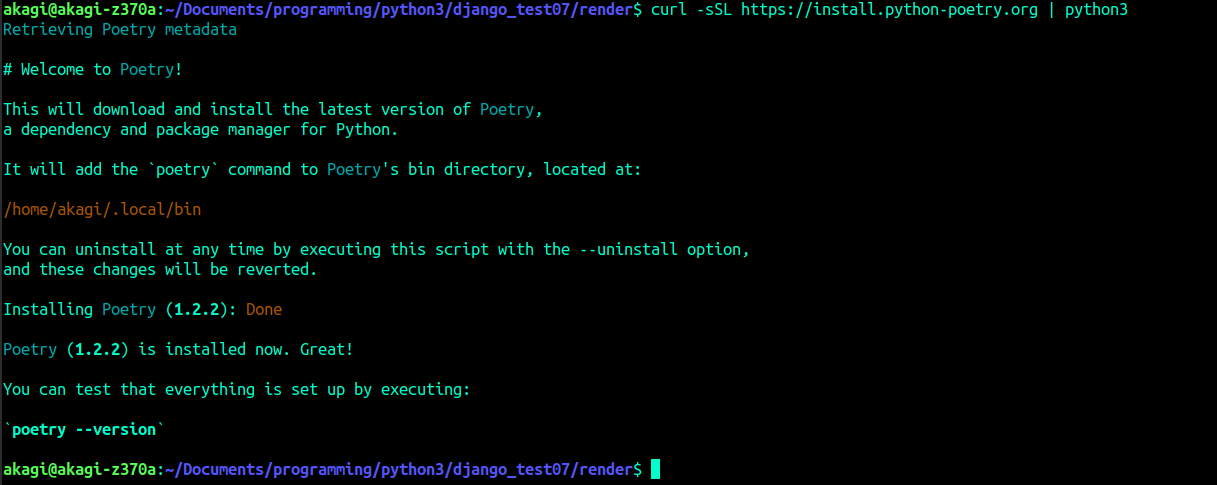 akagi@akagi-z370a:~/Documents/programming/python3/django_test07/render$ curl -sSL https://install.python-poetry.org | python3
Retrieving Poetry metadata
# Welcome to Poetry!
This will download and install the latest version of Poetry,
a dependency and package manager for Python.
It will add the `poetry` command to Poetry's bin directory, located at:
/home/akagi/.local/bin
You can uninstall at any time by executing this script with the --uninstall option,
and these changes will be reverted.
Installing Poetry (1.2.2): Done
Poetry (1.2.2) is installed now. Great!
You can test that everything is set up by executing:
`poetry --version`
akagi@akagi-z370a:~/Documents/programming/python3/django_test07/render$